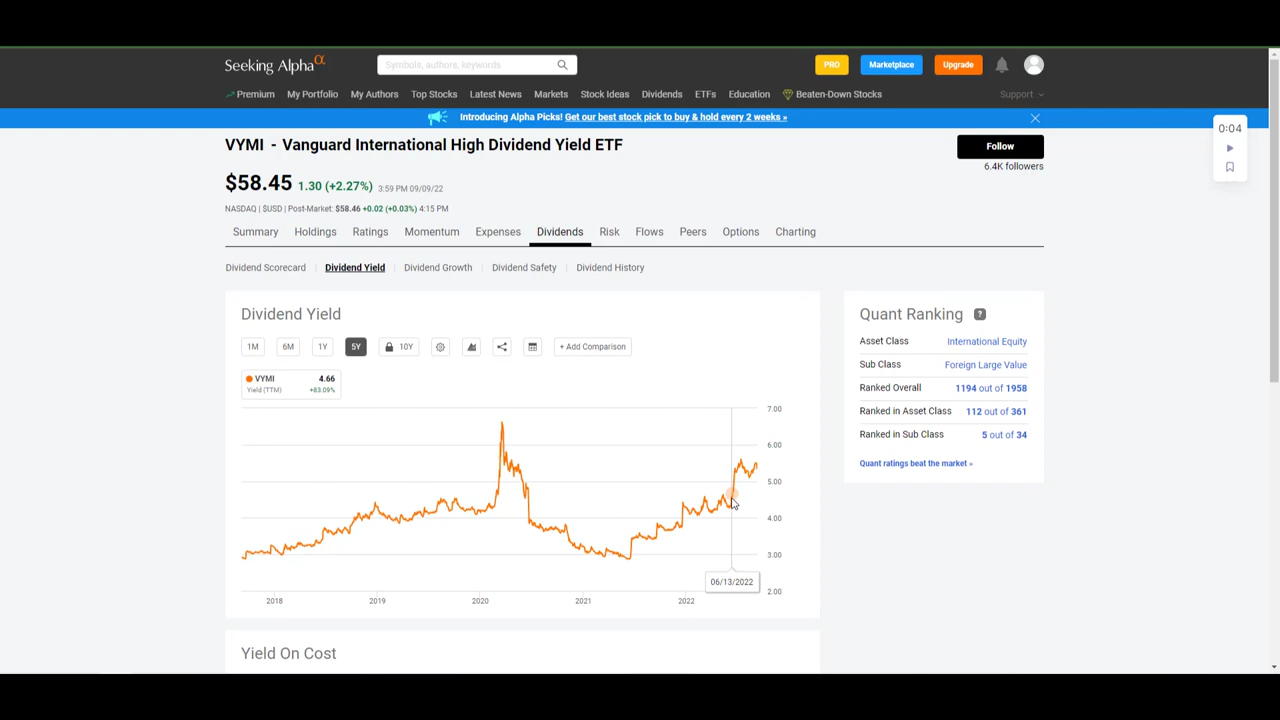 Seeking Alpha α
Symbols, authors, keywords
PRO
Marketplace
Upgrade
Premium My Portfolio My Authors Top Stocks Latest News Markets Stock Ideas Dividends ETFs Education Beaten-Down Stocks Support
Introducing Alpha Picks! Get our best stock pick to buy & hold every 2 weeks »
0:04
VYMI - Vanguard International High Dividend Yield ETF
Follow
6.4K followers
$58.45 1.30 (+2.27%) 3:59 PM 09/09/22
NASDAQ | $USD | Post-Market: $58.46 +0.02 (+0.03%) 4:15 PM
Summary Holdings Ratings Momentum Expenses Dividends Risk Flows Peers Options Charting
Dividend Scorecard | Dividend Yield | Dividend Growth | Dividend Safety | Dividend History
Dividend Yield
1M 6M 1Y 5Y 10Y + Add Comparison
VYMI 4.66
Yield (TTM) +83.09%
7.00
6.00
5.00
4.00
3.00
2.00
06/13/2022
2018 2019 2020 2021 2022
Quant Ranking ?
Asset Class International Equity
Sub Class Foreign Large Value
Ranked Overall 1194 out of 1958
Ranked in Asset Class 112 out of 361
Ranked in Sub Class 5 out of 34
Quant ratings beat the market »
Yield On Cost